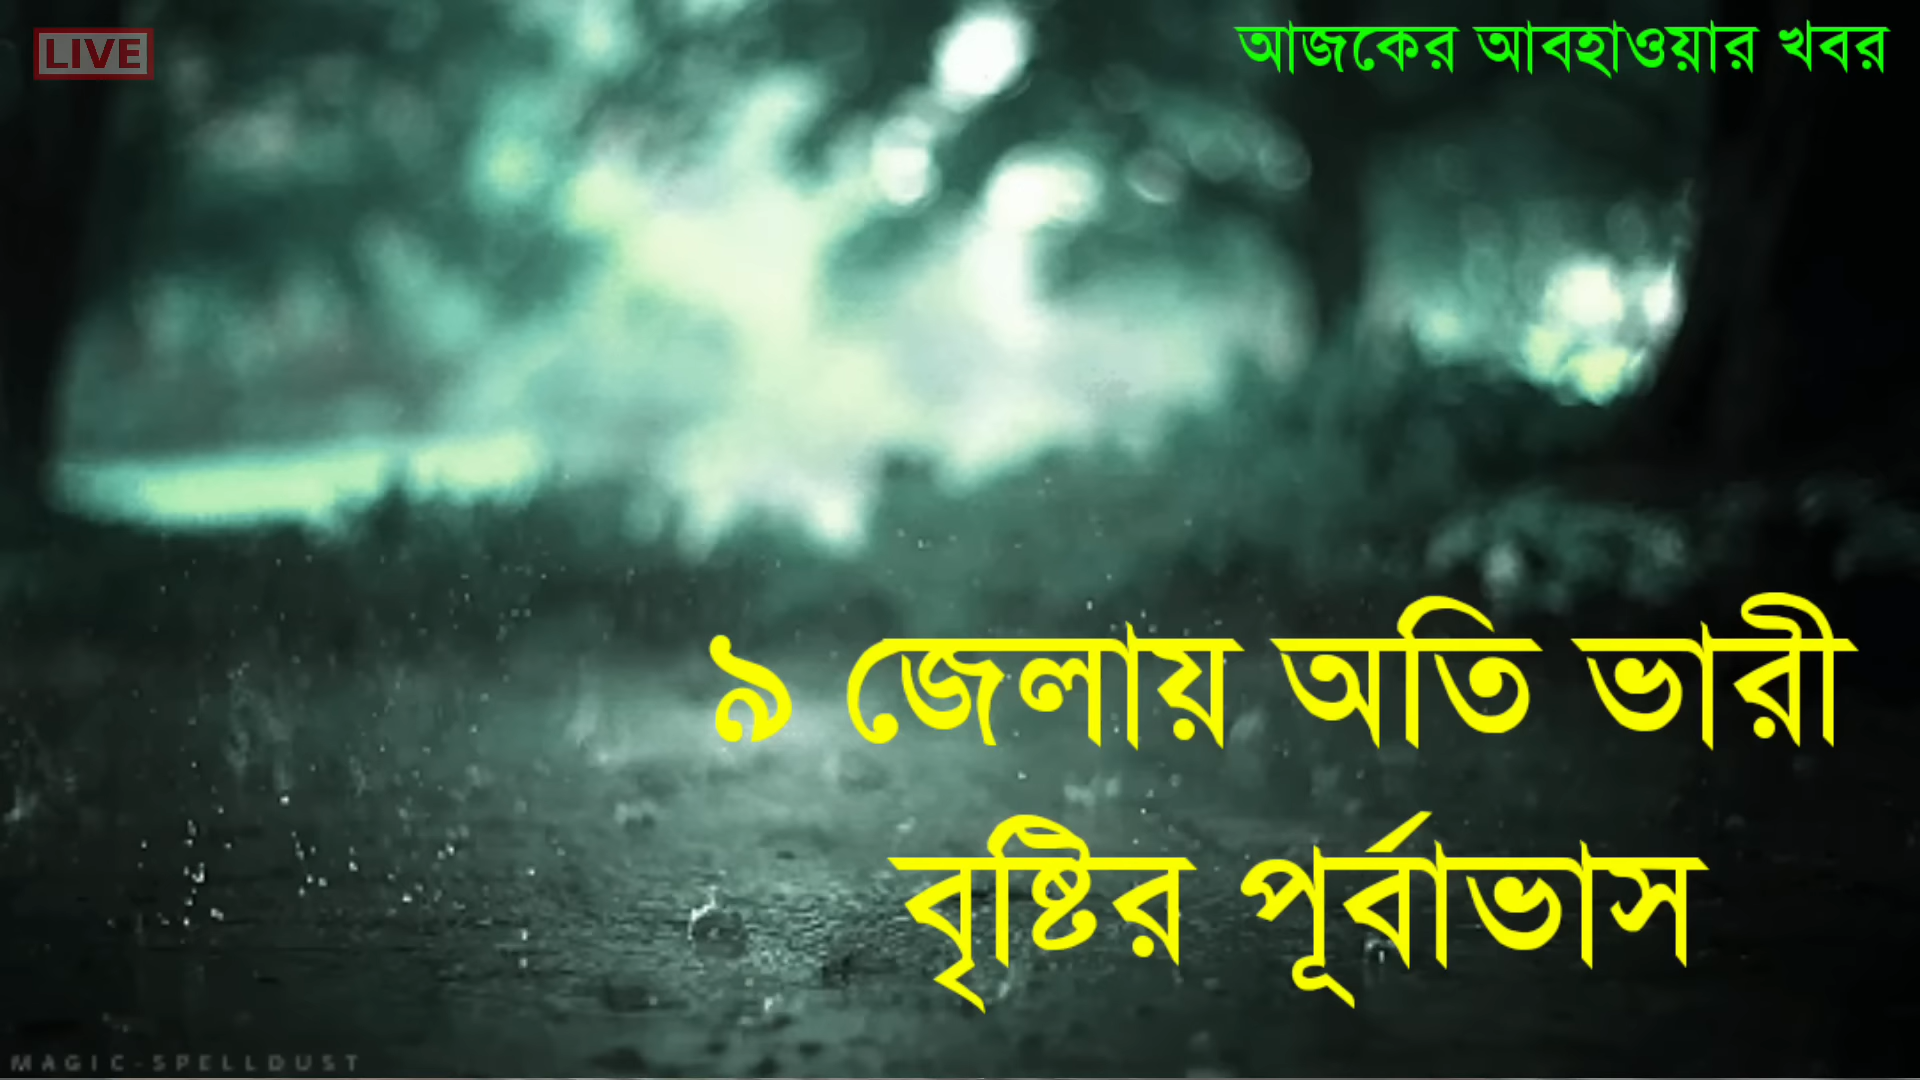 LIVE
আজকের আবহাওয়ার খবর
৯ জেলায় অতি ভারী
বৃষ্টির পূর্বাভাস
MAGIC-SPELLDUST